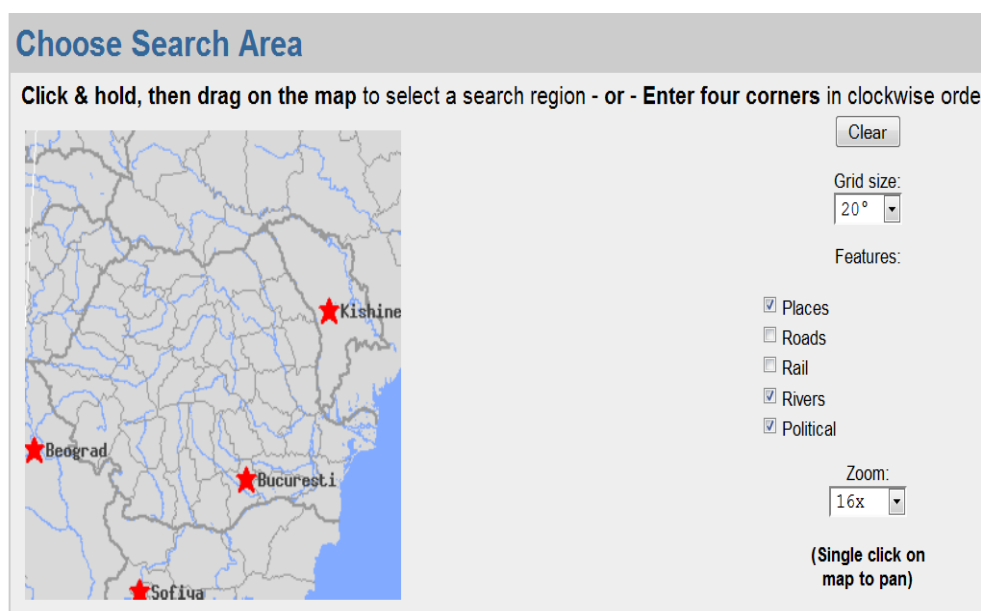 Choose Search Area
Click & hold, then drag on the map to select a search region - or - Enter four corners in clockwise orde
Clear
Grid size:
20°
Features:
Places
Roads
Rail
Rivers
Political
Zoom:
16x
(Single click on
map to pan)
Kishine
Beograd
Bucuresti
Sofiya